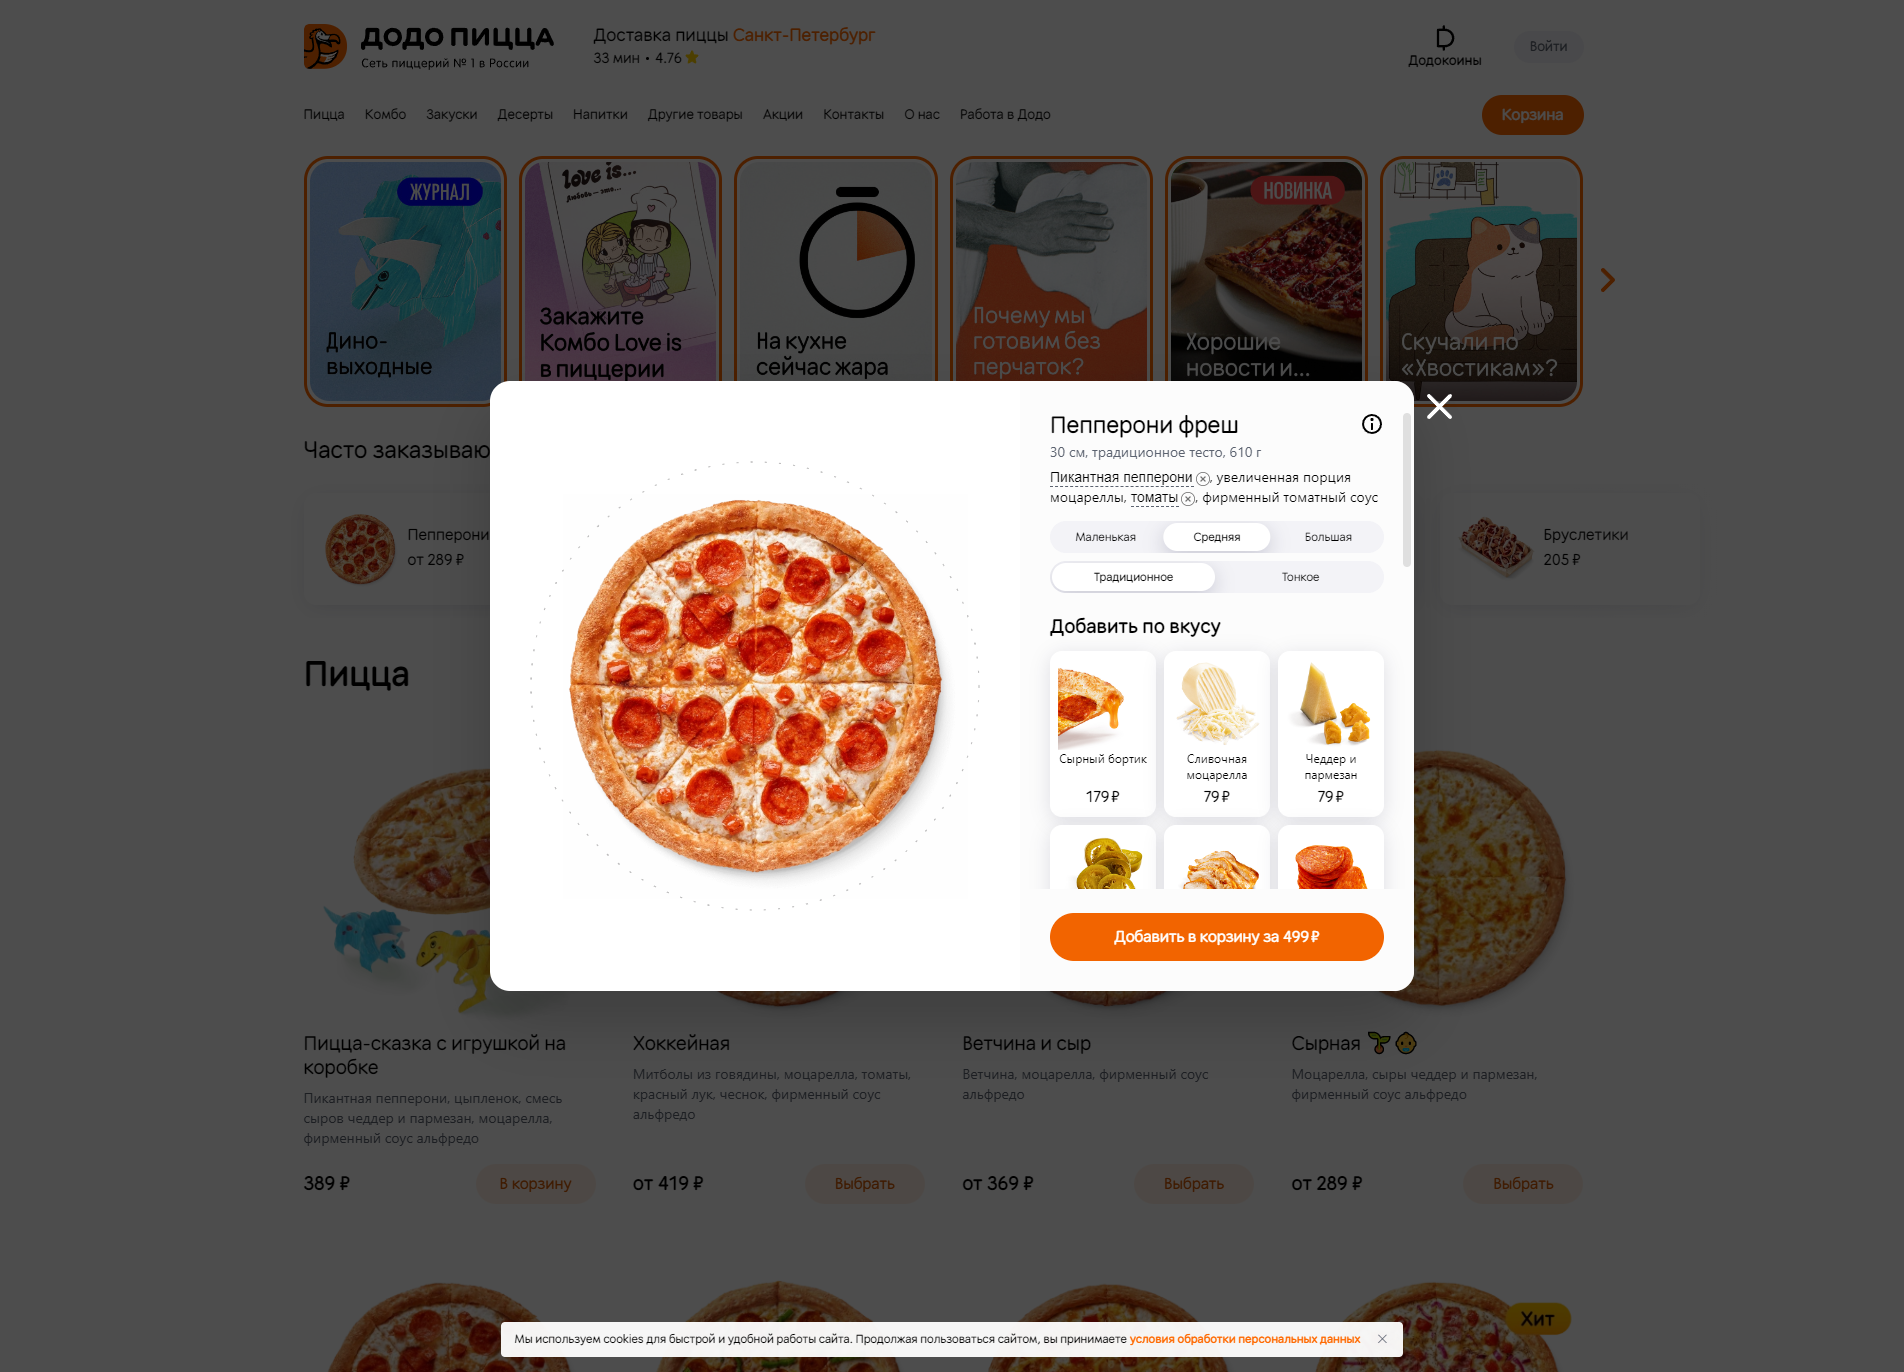 ДОДО ПИЦЦА
Сеть пиццерий № 1 в России
Доставка пиццы Санкт-Петербург
33 мин • 4.76
Додокоины
Войти
Пицца Комбо Закуски Десерты Напитки Другие товары Акции Контакты О нас Работа в Додо
Корзина
ЖУРНАЛ
Дино-
выходные
love is...
Закажите
Комбо Love is
в пиццерии
На кухне
сейчас жара
Почему мы
готовим без
перчаток?
НОВИНКА
Хорошие
новости и...
Скучали по
«Хвостикам»?
Часто заказываю
Пепперони
от 289 ₽
Бруслетики
205 ₽
Пицца
Пепперони фреш
30 см, традиционное тесто, 610 г
Пикантная пепперони, увеличенная порция
моцареллы, томаты, фирменный томатный соус
Маленькая Средняя Большая
Традиционное Тонкое
Добавить по вкусу
Сырный бортик
179 ₽
Сливочная
моцарелла
79 ₽
Чеддер и
пармезан
79 ₽
Добавить в корзину за 499 ₽
Пицца-сказка с игрушкой на
коробке
Пикантная пепперони, цыпленок, смесь
сыров чеддер и пармезан, моцарелла,
фирменный соус альфредо
389 ₽
В корзину
Хоккейная
Митболы из говядины, моцарелла, томаты,
красный лук, чеснок, фирменный соус
альфредо
от 419 ₽
Выбрать
Ветчина и сыр
Ветчина, моцарелла, фирменный соус
альфредо
от 369 ₽
Выбрать
Сырная
Моцарелла, сыры чеддер и пармезан,
фирменный соус альфредо
от 289 ₽
Выбрать
Хит
Мы используем cookies для быстрой и удобной работы сайта. Продолжая пользоваться сайтом, вы принимаете условия обработки персональных данных